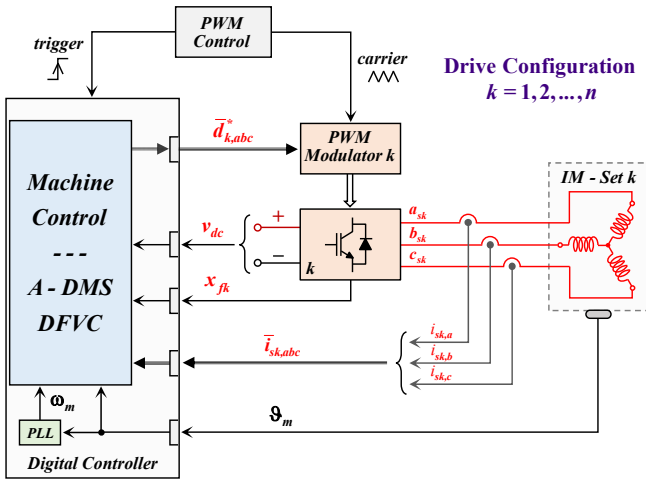 PWM
Control
trigger
carrier
Drive Configuration
k = 1, 2, ..., n
d̅*k,abc
PWM
Modulator k
IM - Set k
Machine
Control
- - -
A - DMS
DFVC
vdc
+
−
k
ask
bsk
csk
xfk
i̅sk,abc
isk,a
isk,b
isk,c
ωm
PLL
ϑm
Digital Controller